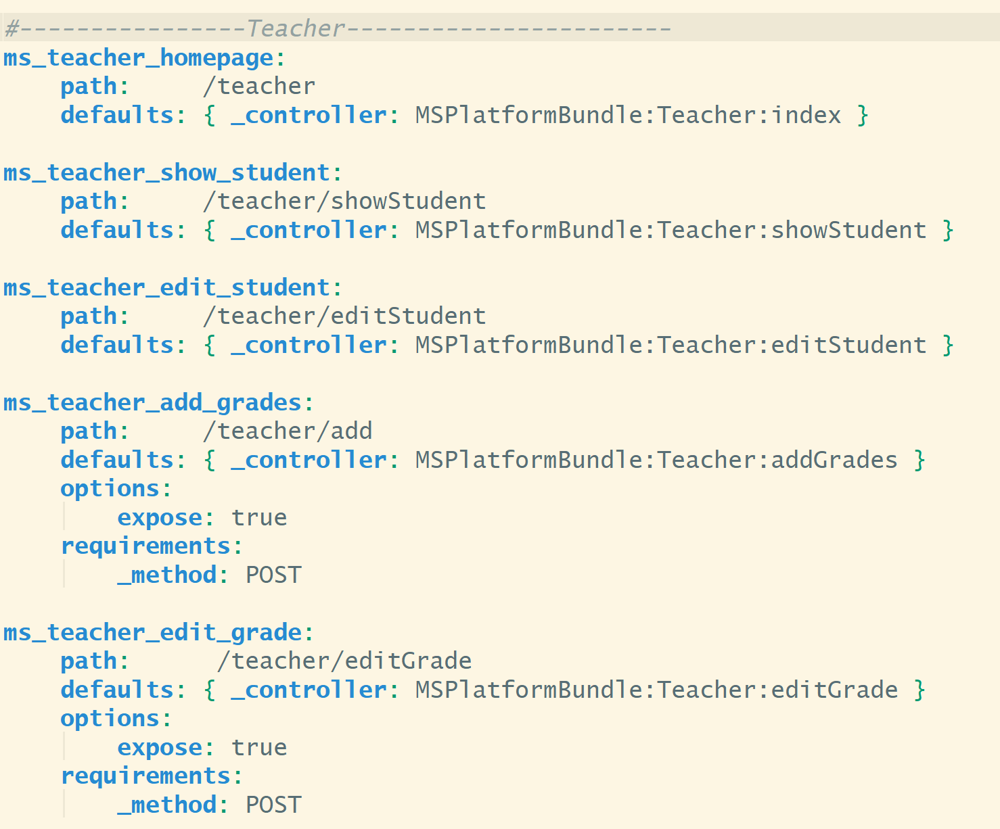 #----------------Teacher-----------------------
ms_teacher_homepage:
    path:     /teacher
    defaults: { _controller: MSPlatformBundle:Teacher:index }

ms_teacher_show_student:
    path:     /teacher/showStudent
    defaults: { _controller: MSPlatformBundle:Teacher:showStudent }

ms_teacher_edit_student:
    path:     /teacher/editStudent
    defaults: { _controller: MSPlatformBundle:Teacher:editStudent }

ms_teacher_add_grades:
    path:     /teacher/add
    defaults: { _controller: MSPlatformBundle:Teacher:addGrades }
    options:
        expose: true
    requirements:
        _method: POST

ms_teacher_edit_grade:
    path:      /teacher/editGrade
    defaults: { _controller: MSPlatformBundle:Teacher:editGrade }
    options:
        expose: true
    requirements:
        _method: POST